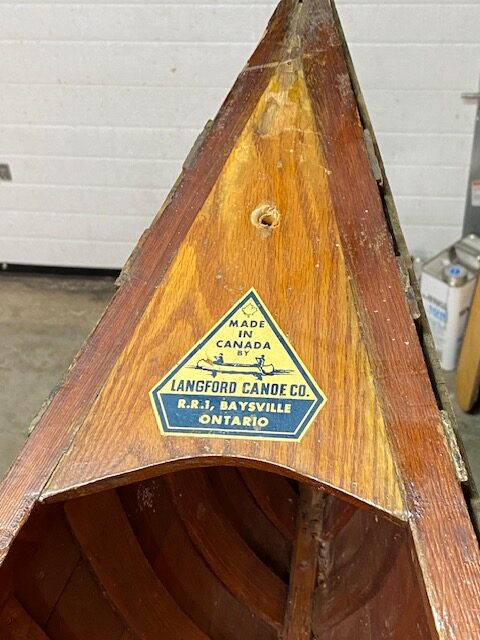 MADE
IN
CANADA
BY
LANGFORD CANOE CO.
R.R.1, BAYSVILLE
ONTARIO